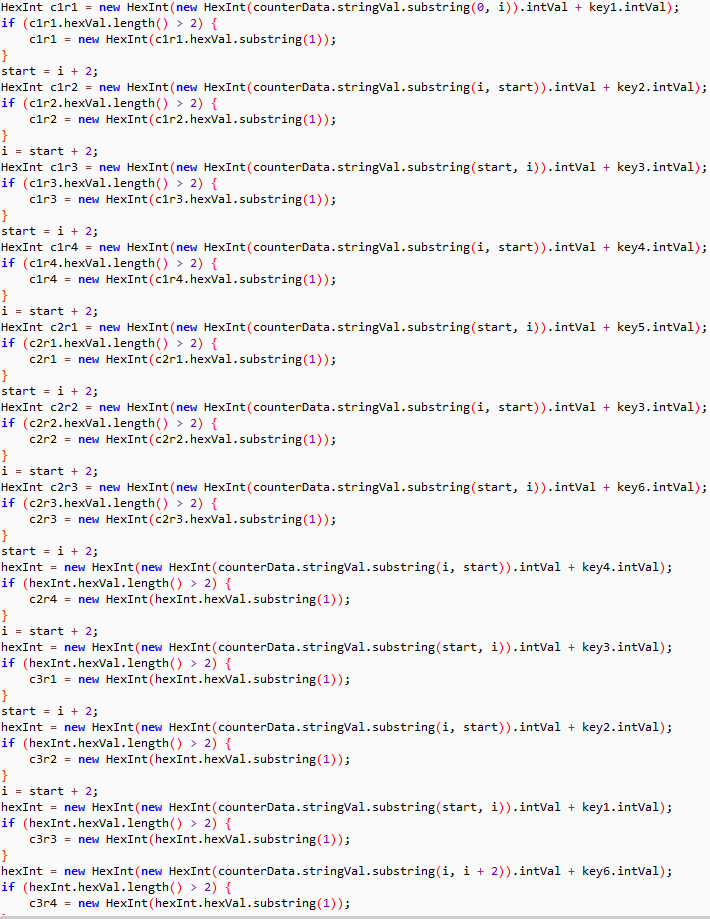 HexInt c1r1 = new HexInt(new HexInt(counterData.stringVal.substring(0, i)).intVal + key1.intVal);
if (c1r1.hexVal.length() > 2) {
    c1r1 = new HexInt(c1r1.hexVal.substring(1));
}
start = i + 2;
HexInt c1r2 = new HexInt(new HexInt(counterData.stringVal.substring(i, start)).intVal + key2.intVal);
if (c1r2.hexVal.length() > 2) {
    c1r2 = new HexInt(c1r2.hexVal.substring(1));
}
i = start + 2;
HexInt c1r3 = new HexInt(new HexInt(counterData.stringVal.substring(start, i)).intVal + key3.intVal);
if (c1r3.hexVal.length() > 2) {
    c1r3 = new HexInt(c1r3.hexVal.substring(1));
}
start = i + 2;
HexInt c1r4 = new HexInt(new HexInt(counterData.stringVal.substring(i, start)).intVal + key4.intVal);
if (c1r4.hexVal.length() > 2) {
    c1r4 = new HexInt(c1r4.hexVal.substring(1));
}
i = start + 2;
HexInt c2r1 = new HexInt(new HexInt(counterData.stringVal.substring(start, i)).intVal + key5.intVal);
if (c2r1.hexVal.length() > 2) {
    c2r1 = new HexInt(c2r1.hexVal.substring(1));
}
start = i + 2;
HexInt c2r2 = new HexInt(new HexInt(counterData.stringVal.substring(i, start)).intVal + key3.intVal);
if (c2r2.hexVal.length() > 2) {
    c2r2 = new HexInt(c2r2.hexVal.substring(1));
}
i = start + 2;
HexInt c2r3 = new HexInt(new HexInt(counterData.stringVal.substring(start, i)).intVal + key6.intVal);
if (c2r3.hexVal.length() > 2) {
    c2r3 = new HexInt(c2r3.hexVal.substring(1));
}
start = i + 2;
hexInt = new HexInt(new HexInt(counterData.stringVal.substring(i, start)).intVal + key4.intVal);
if (hexInt.hexVal.length() > 2) {
    c2r4 = new HexInt(hexInt.hexVal.substring(1));
}
i = start + 2;
hexInt = new HexInt(new HexInt(counterData.stringVal.substring(start, i)).intVal + key3.intVal);
if (hexInt.hexVal.length() > 2) {
    c3r1 = new HexInt(hexInt.hexVal.substring(1));
}
start = i + 2;
hexInt = new HexInt(new HexInt(counterData.stringVal.substring(i, start)).intVal + key2.intVal);
if (hexInt.hexVal.length() > 2) {
    c3r2 = new HexInt(hexInt.hexVal.substring(1));
}
i = start + 2;
hexInt = new HexInt(new HexInt(counterData.stringVal.substring(start, i)).intVal + key1.intVal);
if (hexInt.hexVal.length() > 2) {
    c3r3 = new HexInt(hexInt.hexVal.substring(1));
}
hexInt = new HexInt(new HexInt(counterData.stringVal.substring(i, i + 2)).intVal + key6.intVal);
if (hexInt.hexVal.length() > 2) {
    c3r4 = new HexInt(hexInt.hexVal.substring(1));